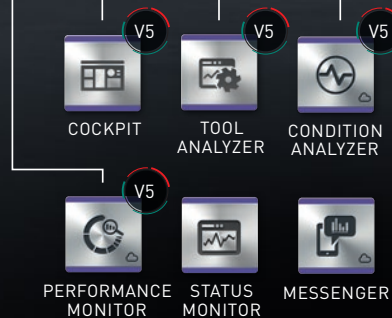 V5
V5
V5
COCKPIT
TOOL
ANALYZER
CONDITION
ANALYZER
V5
PERFORMANCE
MONITOR
STATUS
MONITOR
MESSENGER